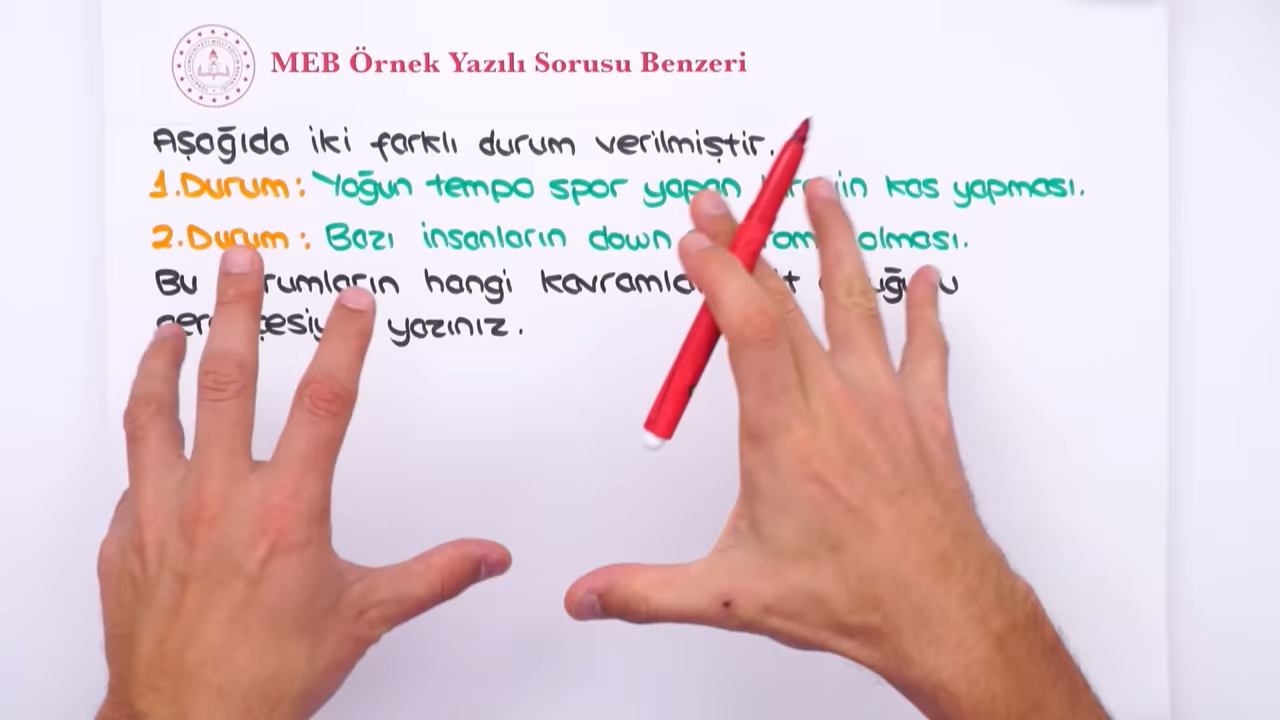 MEB Örnek Yazılı Sorusu Benzeri
Aşağıda iki farklı durum verilmiştir.
1.Durum: Yoğun tempo spor yapan kas yapması.
2.Durum: Bazı insanların down olması.
Bu hangi
yazınız.